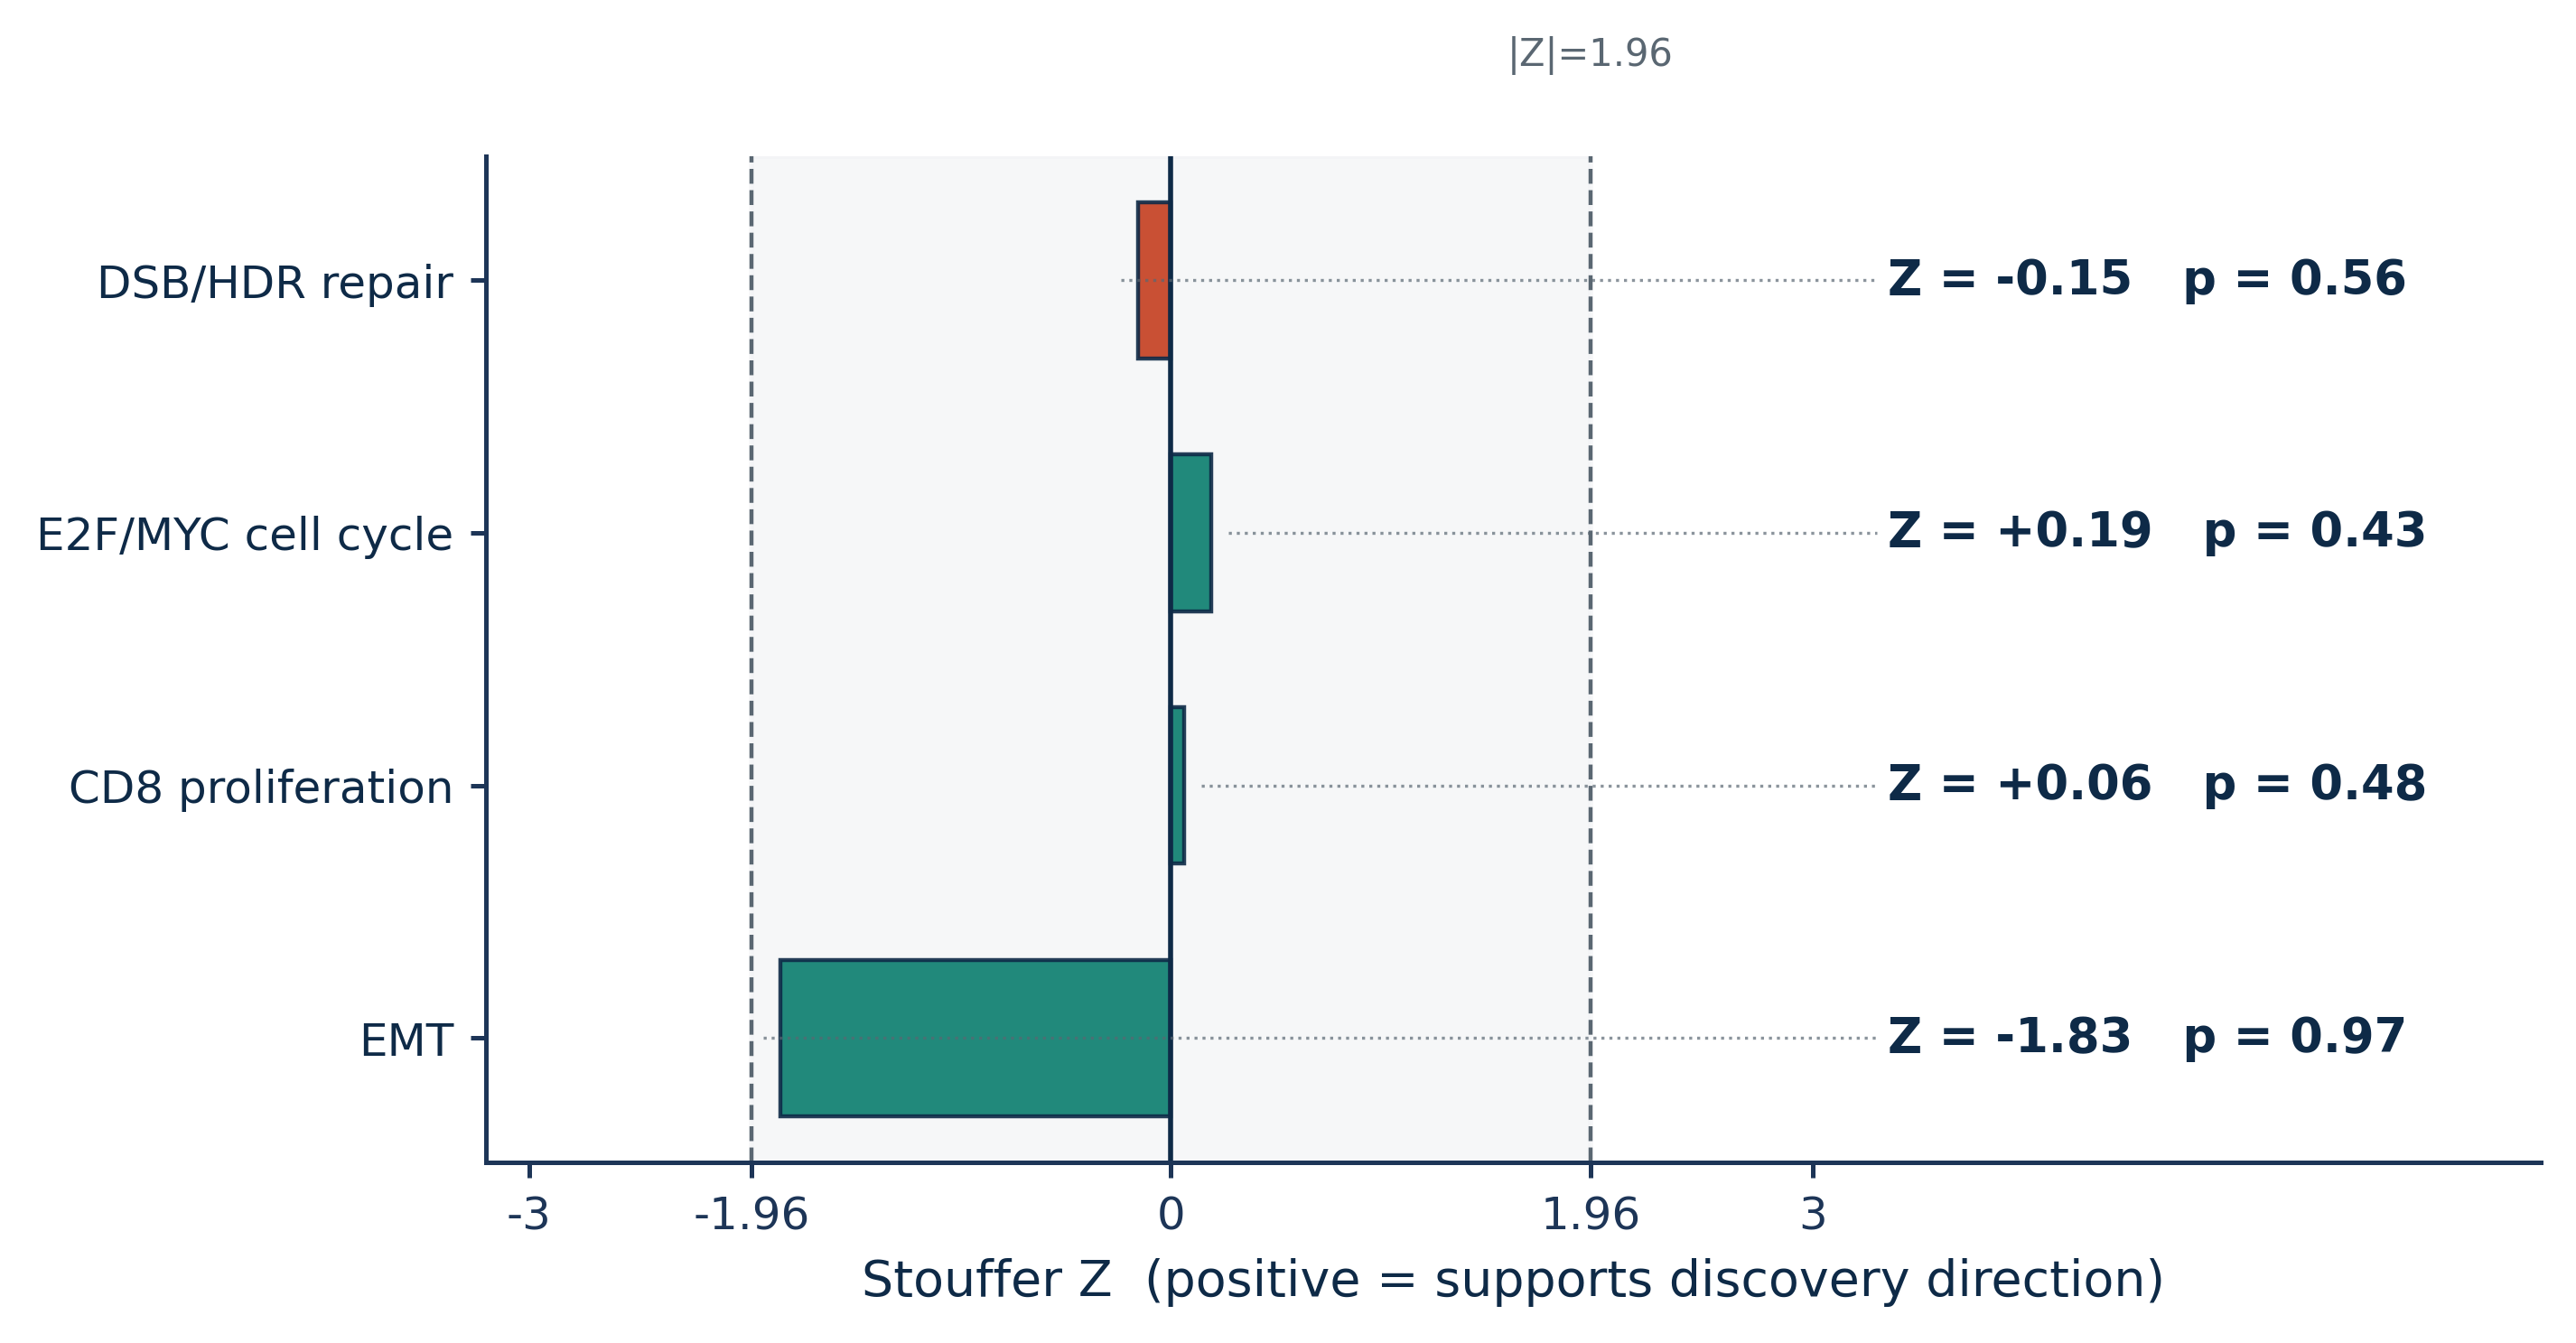 |Z|=1.96
DSB/HDR repair
Z = -0.15   p = 0.56
E2F/MYC cell cycle
Z = +0.19   p = 0.43
CD8 proliferation
Z = +0.06   p = 0.48
EMT
Z = -1.83   p = 0.97
-3
-1.96
0
1.96
3
Stouffer Z  (positive = supports discovery direction)